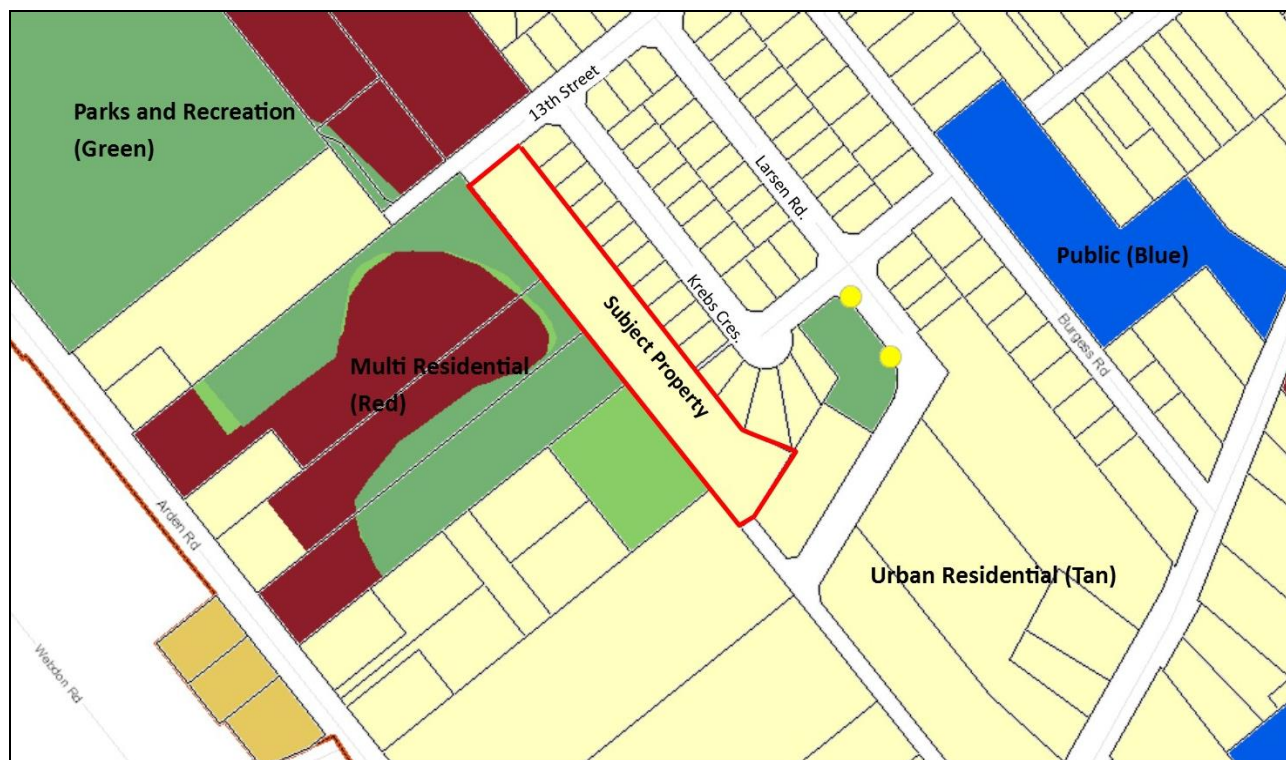 13th Street
Parks and Recreation
(Green)
Larsen Rd.
Public (Blue)
Krebs Cres.
Subject Property
Burgess Rd
Multi Residential
(Red)
Arden Rd
Urban Residential (Tan)
Webdon Rd